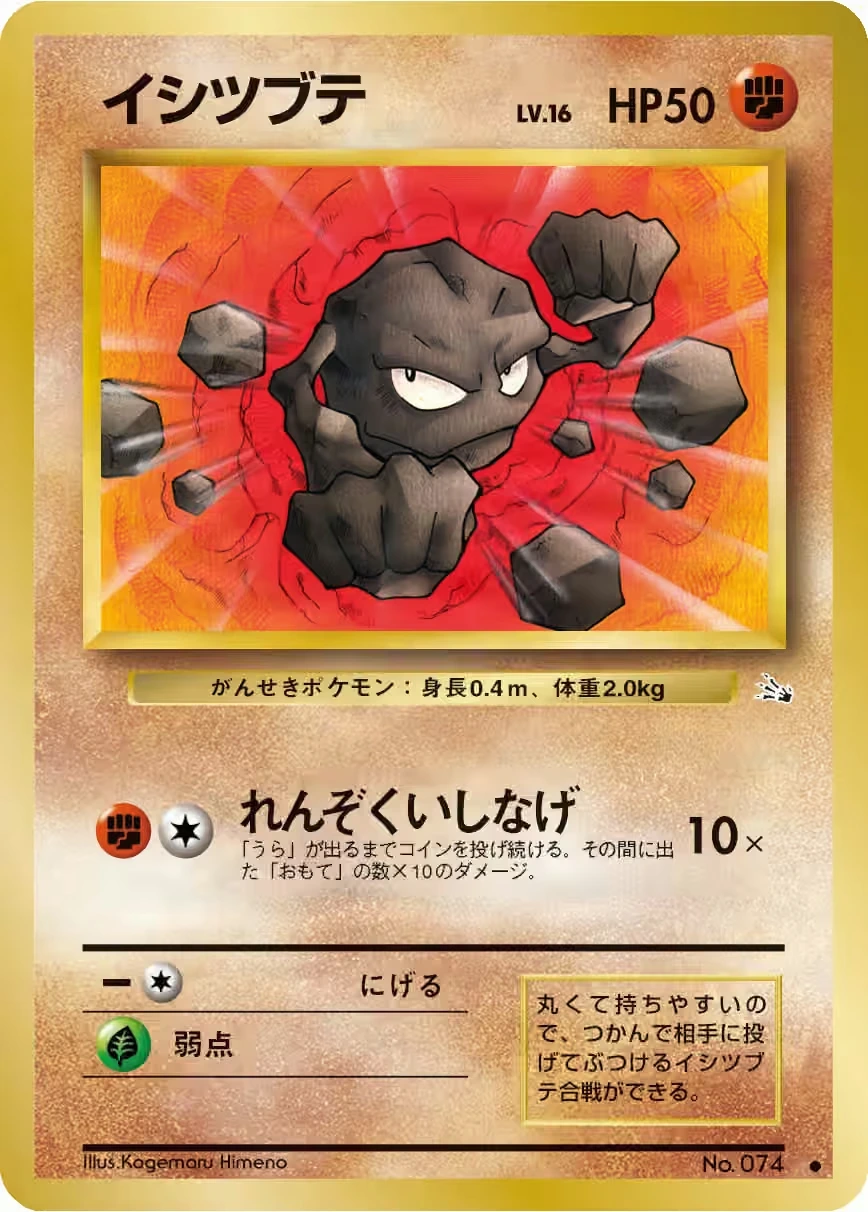 イシツブテ LV.16 HP50
がんせきポケモン：身長0.4m、体重2.0kg
れんぞくいしなげ 10×
「うら」が出るまでコインを投げ続ける。その間に出
た「おもて」の数×10のダメージ。
ー にげる
弱点
丸くて持ちやすいの
で、つかんで相手に投
げてぶつけるイシツブ
テ合戦ができる。
Illus.Kagemaru Himeno No.074 ●